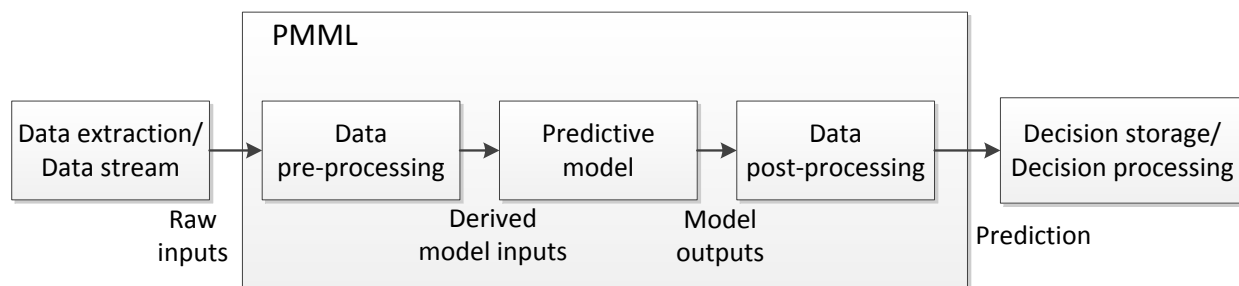 PMML
Data extraction/
Data stream
Data
pre-processing
Predictive
model
Data
post-processing
Decision storage/
Decision processing
Raw
inputs
Derived
model inputs
Model
outputs
Prediction